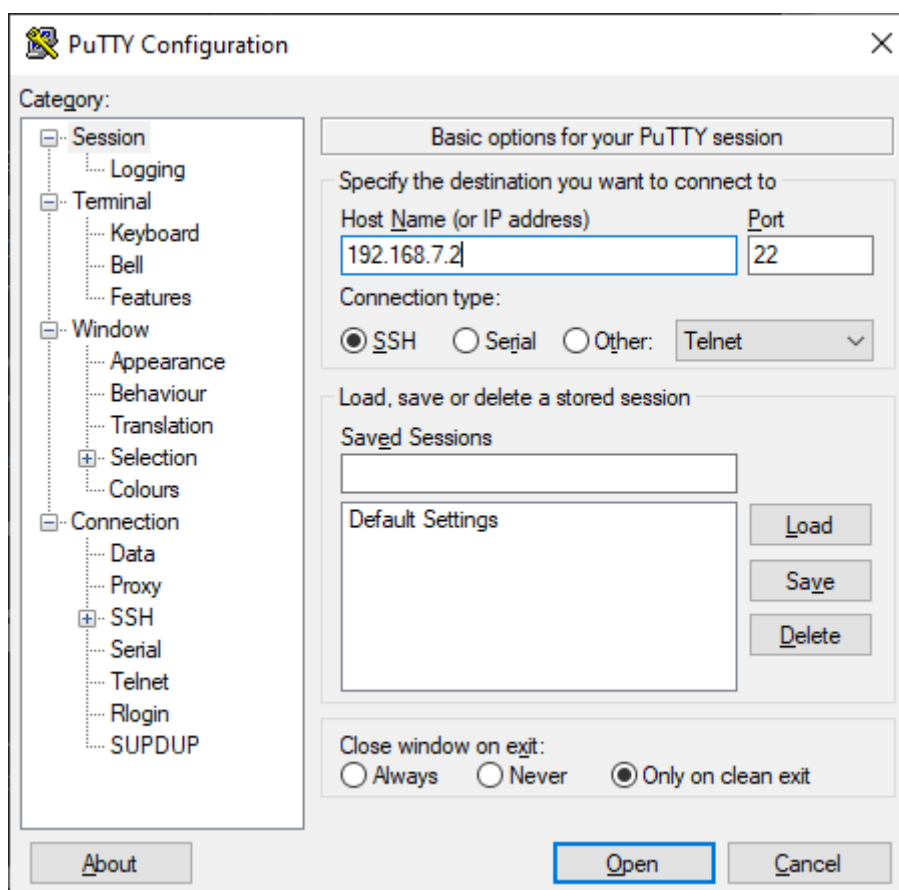 PuTTY Configuration
Category:
Session
Logging
Terminal
Keyboard
Bell
Features
Window
Appearance
Behaviour
Translation
Selection
Colours
Connection
Data
Proxy
SSH
Serial
Telnet
Rlogin
SUPDUP
Basic options for your PuTTY session
Specify the destination you want to connect to
Host Name (or IP address) Port
192.168.7.2 22
Connection type:
SSH Serial Other: Telnet
Load, save or delete a stored session
Saved Sessions
Default Settings
Load
Save
Delete
Close window on exit:
Always Never Only on clean exit
About Open Cancel